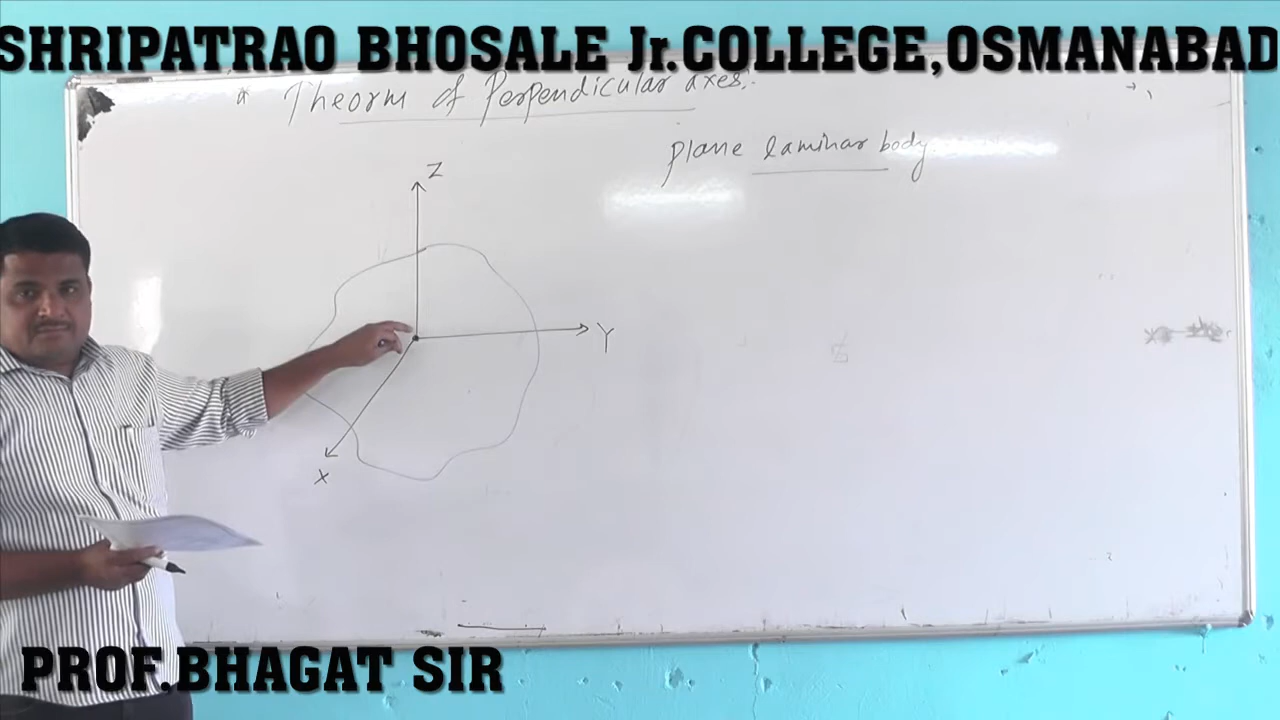 SHRIPATRAO BHOSALE Jr.COLLEGE,OSMANABAD
* Theorm of Perpendicular axes:-
plane laminar body
Z
Y
X
PROF.BHAGAT SIR